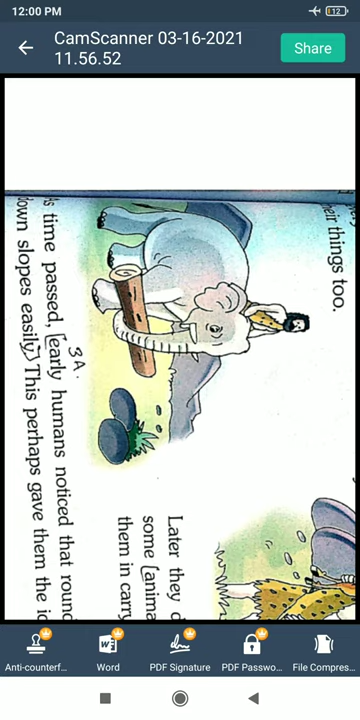 12:00 PM
12
CamScanner 03-16-2021
11.56.52
Share
things too.
Later they
some [anima
them in carry
3A.
time passed, [early humans noticed that round
down slopes easily.] This perhaps gave them the
Anti-counterf...
Word
PDF Signature
PDF Passwo...
File Compres...